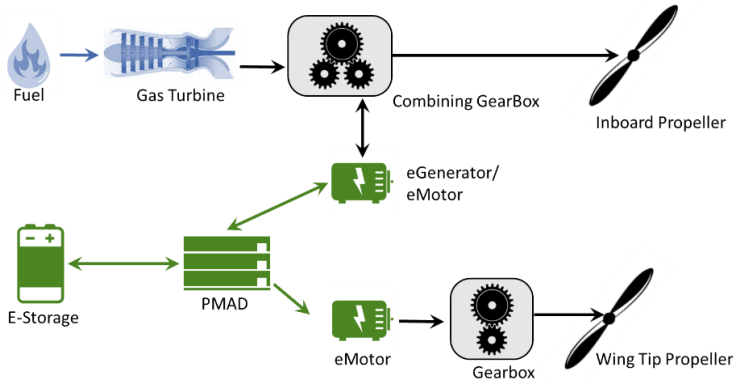 Fuel
Gas Turbine
Combining GearBox
Inboard Propeller
eGenerator/
eMotor
E-Storage
PMAD
eMotor
Gearbox
Wing Tip Propeller